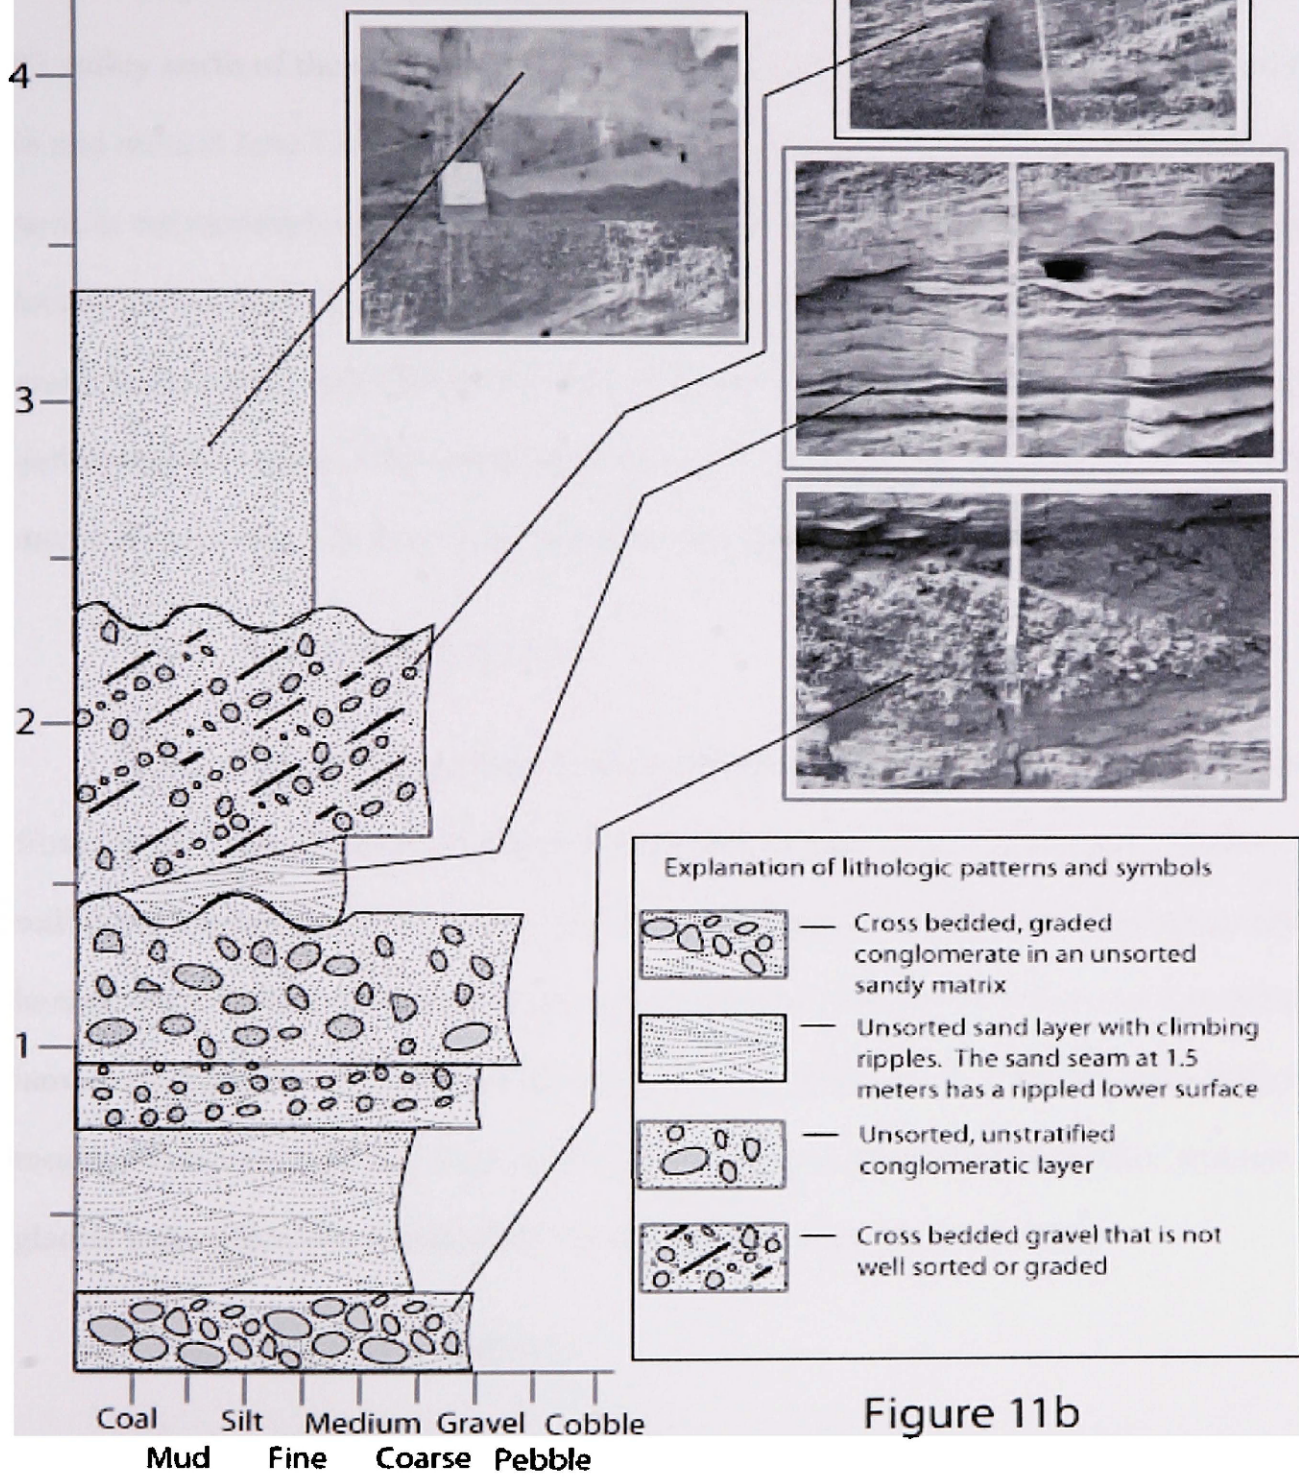 4
3
2
1
Explanation of lithologic patterns and symbols
Cross bedded, graded
conglomerate in an unsorted
sandy matrix
Unsorted sand layer with climbing
ripples. The sand seam at 1.5
meters has a rippled lower surface
Unsorted, unstratified
conglomeratic layer
Cross bedded gravel that is not
well sorted or graded
Coal Silt Medium Gravel Cobble
Mud Fine Coarse Pebble
Figure 11b